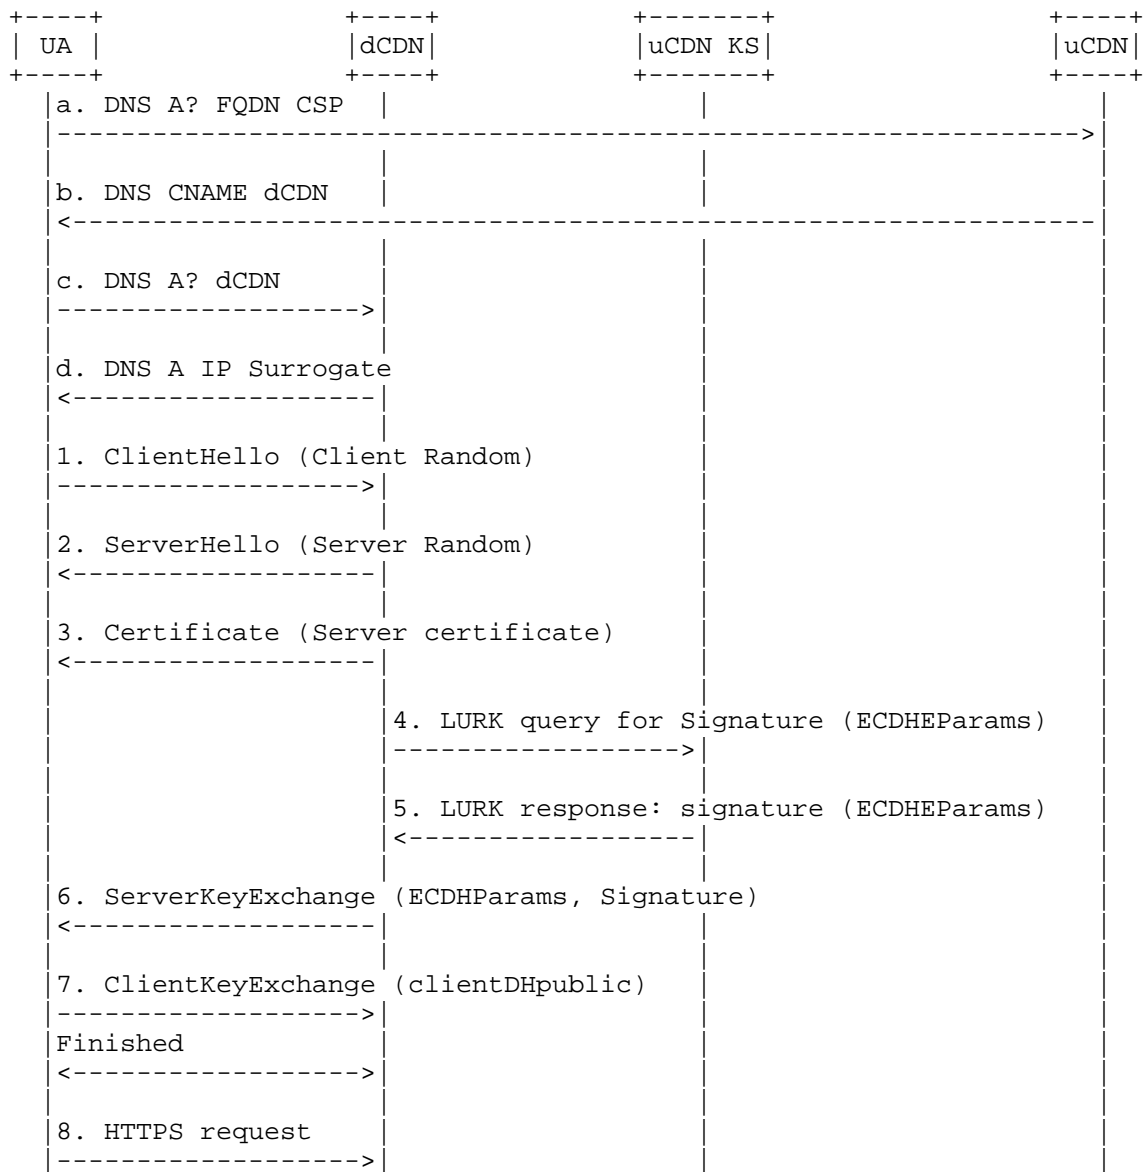 UA dCDN uCDN KS uCDN
a. DNS A? FQDN CSP
b. DNS CNAME dCDN
c. DNS A? dCDN
d. DNS A IP Surrogate
1. ClientHello (Client Random)
2. ServerHello (Server Random)
3. Certificate (Server certificate)
4. LURK query for Signature (ECDHEParams)
5. LURK response: signature (ECDHEParams)
6. ServerKeyExchange (ECDHParams, Signature)
7. ClientKeyExchange (clientDHpublic)
Finished
8. HTTPS request